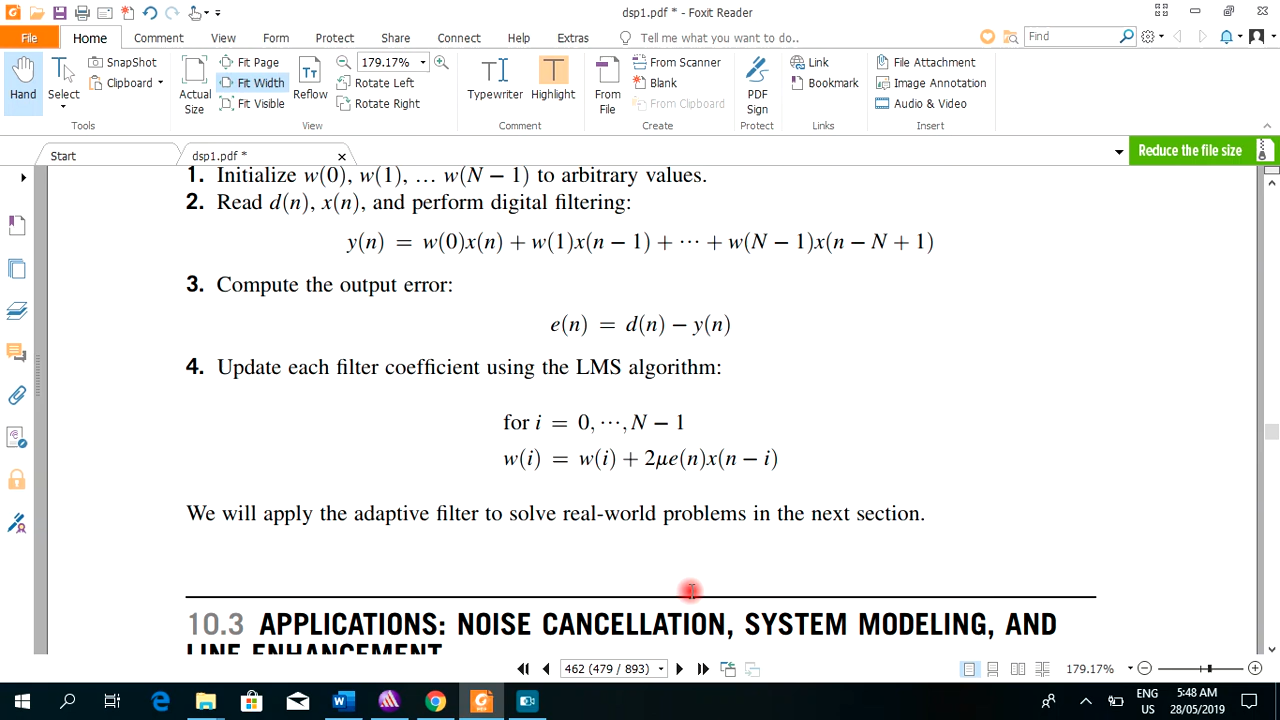 dsp1.pdf * - Foxit Reader
File Home Comment View Form Protect Share Connect Help Extras Tell me what you want to do.. Find
Hand
Select
SnapShot
Clipboard
Tools
Actual Size
Fit Page
Fit Width
Fit Visible
Reflow
179.17%
Rotate Left
Rotate Right
View
Typewriter
Highlight
Comment
From File
From Scanner
Blank
From Clipboard
Create
PDF Sign
Protect
Link
Bookmark
Links
File Attachment
Image Annotation
Audio & Video
Insert
Start
dsp1.pdf *
Reduce the file size
1. Initialize w(0), w(1), … w(N − 1) to arbitrary values.
2. Read d(n), x(n), and perform digital filtering:
y(n) = w(0)x(n) + w(1)x(n − 1) + ⋯ + w(N − 1)x(n − N + 1)
3. Compute the output error:
e(n) = d(n) − y(n)
4. Update each filter coefficient using the LMS algorithm:
for i = 0, ⋯, N − 1
w(i) = w(i) + 2μe(n)x(n − i)
We will apply the adaptive filter to solve real-world problems in the next section.
10.3 APPLICATIONS: NOISE CANCELLATION, SYSTEM MODELING, AND
LINE ENHANCEMENT
462 (479 / 893)
179.17%
ENG
US
5:48 AM
28/05/2019